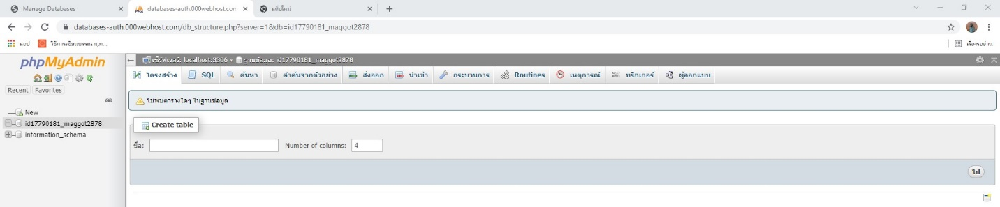 Manage Databases
databases-auth.000webhost.com
แท็บใหม่
databases-auth.000webhost.com/db_structure.php?server=1&db=id17790181_maggot2878
แอป
วิธีการเขียนบรรณานุก...
เรื่องรออ่าน
phpMyAdmin
Recent Favorites
New
id17790181_maggot2878
information_schema
เซิร์ฟเวอร์: localhost:3306 » ฐานข้อมูล: id17790181_maggot2878
โครงสร้าง SQL ค้นหา คำค้นจากตัวอย่าง ส่งออก นำเข้า กระบวนการ Routines เหตุการณ์ ทริกเกอร์ ผู้ออกแบบ
ไม่พบตารางใดๆ ในฐานข้อมูล
Create table
ชื่อ: Number of columns: 4
ไป